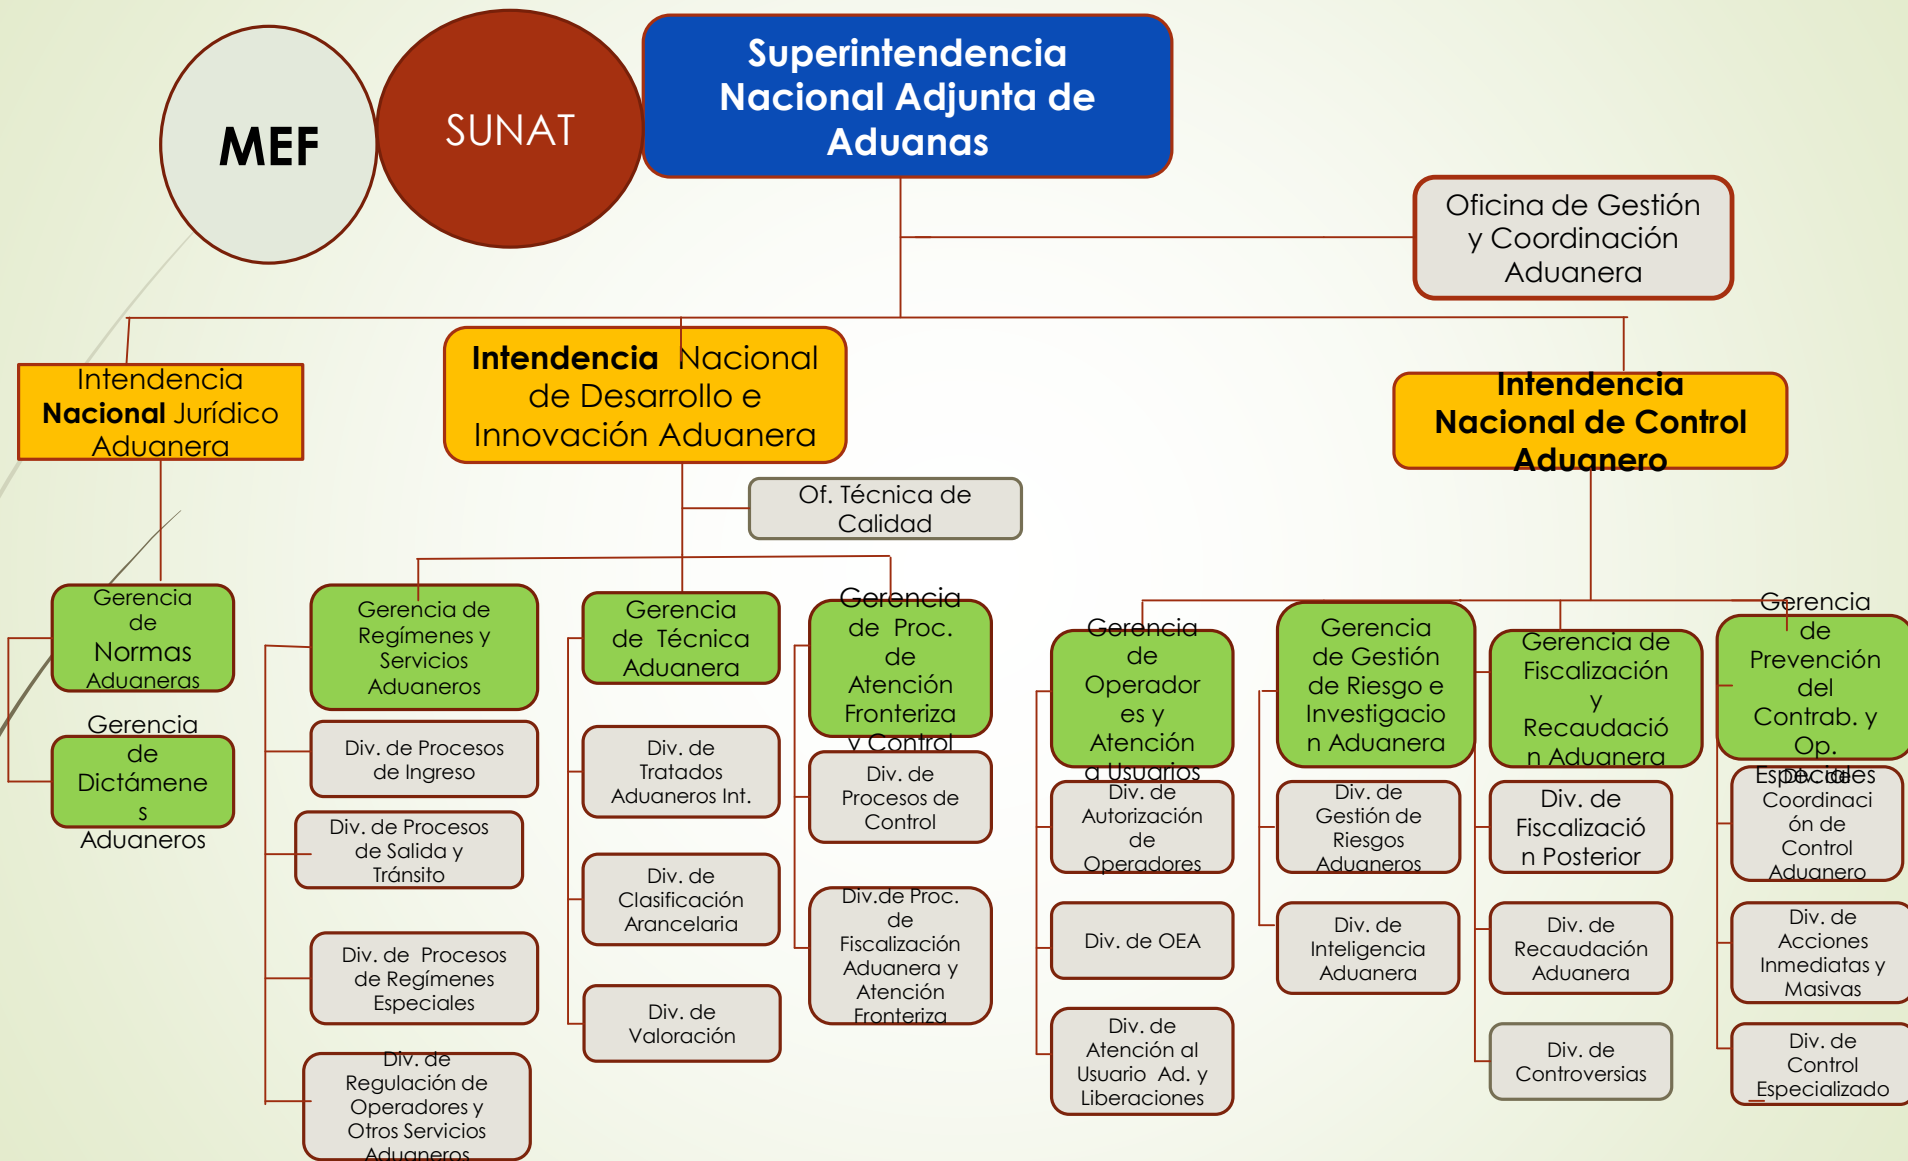 MEF
SUNAT
Superintendencia
Nacional Adjunta de
Aduanas
Oficina de Gestión
y Coordinación
Aduanera
Intendencia
Nacional Jurídico
Aduanera
Intendencia Nacional
de Desarrollo e
Innovación Aduanera
Intendencia
Nacional de Control
Aduanero
Of. Técnica de
Calidad
Gerencia
de
Normas
Aduaneras
Gerencia
de
Dictámene
s
Aduaneros
Gerencia de
Regímenes y
Servicios
Aduaneros
Div. de Procesos
de Ingreso
Div. de Procesos
de Salida y
Tránsito
Div. de Procesos
de Regímenes
Especiales
Div. de
Regulación de
Operadores y
Otros Servicios
Aduaneros
Gerencia
de Técnica
Aduanera
Div. de
Tratados
Aduaneros Int.
Div. de
Clasificación
Arancelaria
Div. de
Valoración
Gerencia
de Proc.
de
Atención
Fronteriza
y Control
Div. de
Procesos de
Control
Div.de Proc.
de
Fiscalización
Aduanera y
Atención
Fronteriza
Gerencia
de
Operador
es y
Atención
a Usuarios
Div. de
Autorización
de
Operadores
Div. de OEA
Div. de
Atención al
Usuario Ad. y
Liberaciones
Gerencia
de Gestión
de Riesgo e
Investigacio
n Aduanera
Div. de
Gestión de
Riesgos
Aduaneros
Div. de
Inteligencia
Aduanera
Gerencia de
Fiscalización
y
Recaudació
n Aduanera
Div. de
Fiscalizació
n Posterior
Div. de
Recaudación
Aduanera
Div. de
Controversias
Gerencia
de
Prevención
del
Contrab. y
Op.
Especiales
Div. de
Coordinaci
ón de
Control
Aduanero
Div. de
Acciones
Inmediatas y
Masivas
Div. de
Control
Especializado